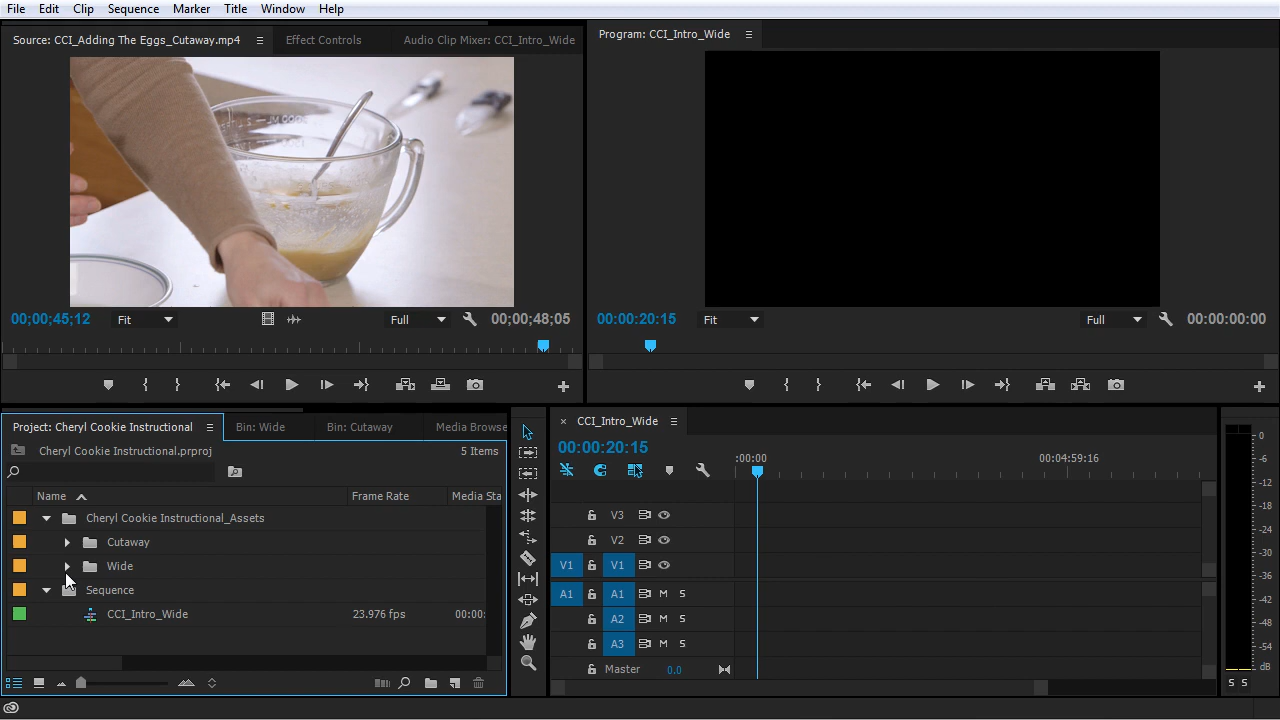 File Edit Clip Sequence Marker Title Window Help
Source: CCI_Adding The Eggs_Cutaway.mp4 Effect Controls Audio Clip Mixer: CCI_Intro_Wide
Program: CCI_Intro_Wide
00;00;45;12 Fit Full 00;00;48;05
00:00:20:15 Fit Full 00:00:00:00
Project: Cheryl Cookie Instructional Bin: Wide Bin: Cutaway Media Browse
Cheryl Cookie Instructional.prproj 5 Items
Name Frame Rate Media Sta
Cheryl Cookie Instructional_Assets
Cutaway
Wide
Sequence
CCI_Intro_Wide 23.976 fps 00:00:
× CCI_Intro_Wide
00:00:20:15
:00:00 00:04:59:16
V3
V2
V1 V1
A1 A1 M S
A2 M S
A3 M S
Master 0.0
0
-6
-12
-18
-24
-30
-36
-42
-48
-54
dB
S S